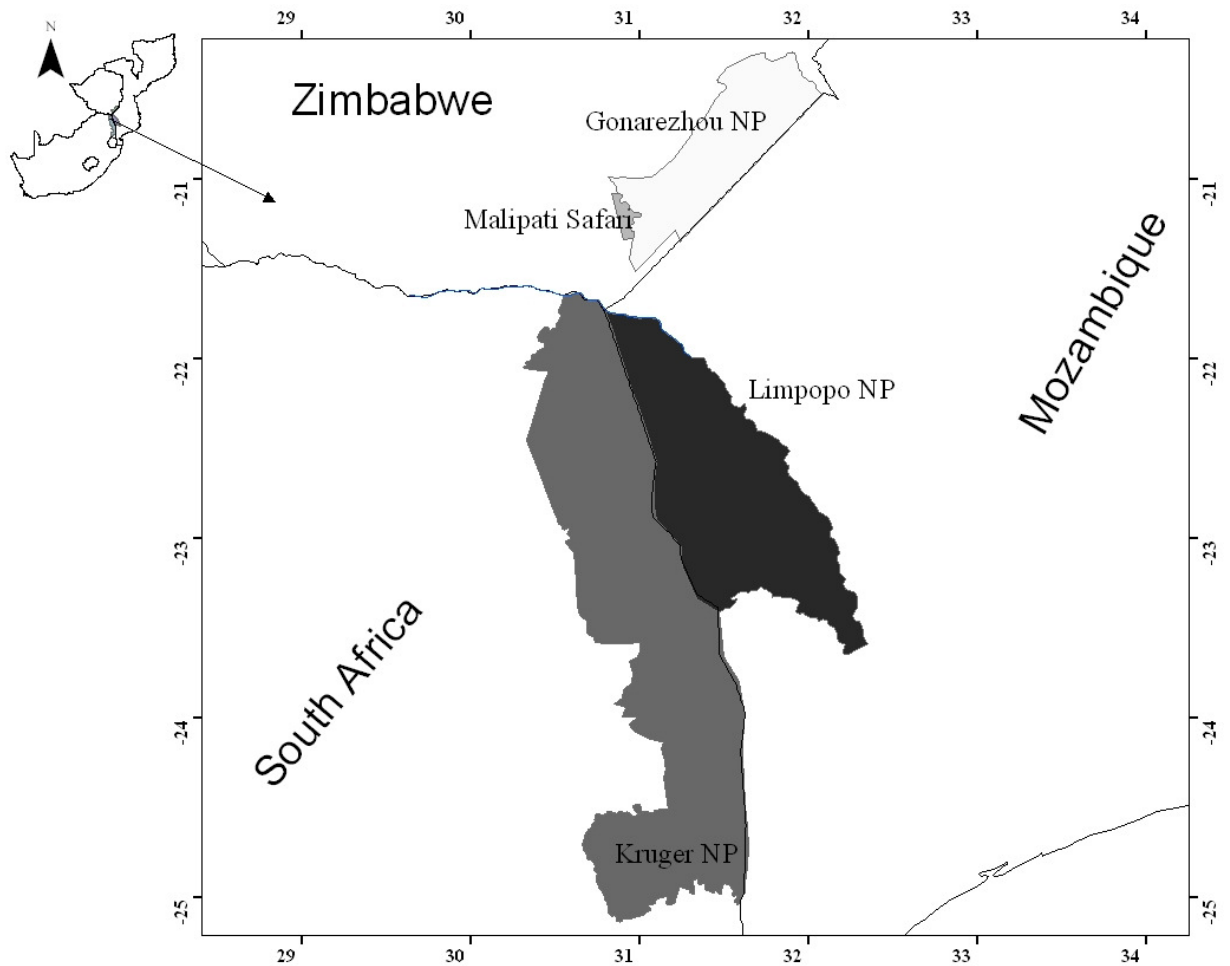 29 30 31 32 33 34
N
Zimbabwe
Gonarezhou NP
-21 -21
Malipati Safari
Mozambique
-22 -22
Limpopo NP
-23 -23
South Africa
-24 -24
Kruger NP
-25 -25
29 30 31 32 33 34